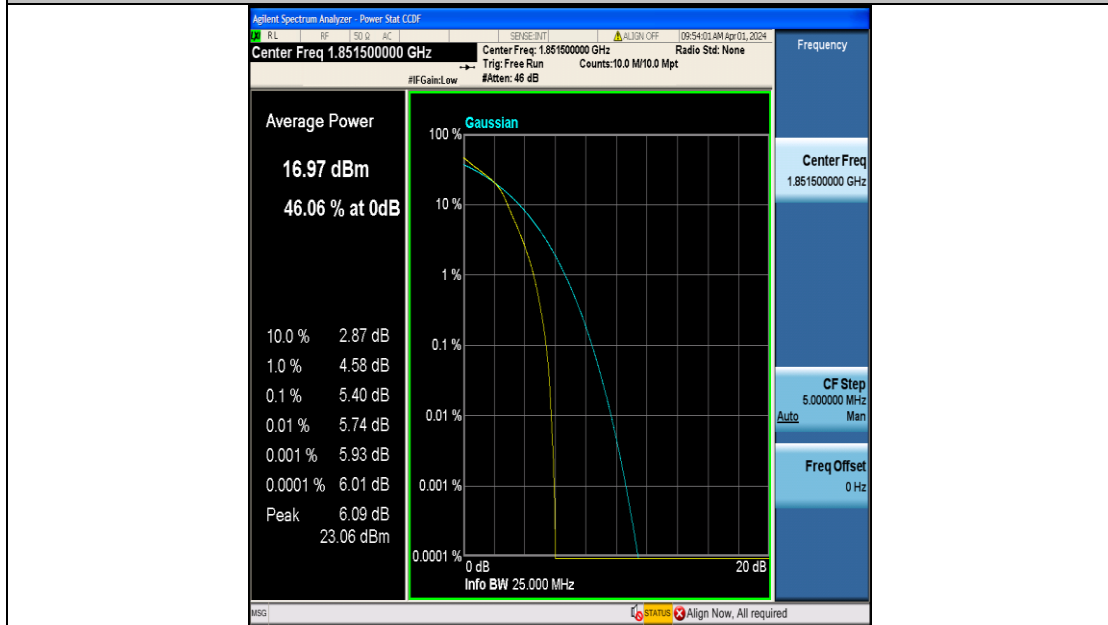 Agilent Spectrum Analyzer - Power Stat CCDF
RL RF 50 Ω AC SENSE:INT ALIGN OFF 09:54:01 AM Apr 01, 2024
Center Freq 1.851500000 GHz
Center Freq: 1.851500000 GHz Radio Std: None
Trig: Free Run Counts:10.0 M/10.0 Mpt
#IFGain:Low #Atten: 46 dB
Frequency
Average Power
16.97 dBm
46.06 % at 0dB
10.0 % 2.87 dB
1.0 % 4.58 dB
0.1 % 5.40 dB
0.01 % 5.74 dB
0.001 % 5.93 dB
0.0001 % 6.01 dB
Peak 6.09 dB
23.06 dBm
Gaussian
100 %
10 %
1 %
0.1 %
0.01 %
0.001 %
0.0001 %
0 dB 20 dB
Info BW 25.000 MHz
Center Freq
1.851500000 GHz
CF Step
5.000000 MHz
Auto Man
Freq Offset
0 Hz
MSG STATUS Align Now, All required